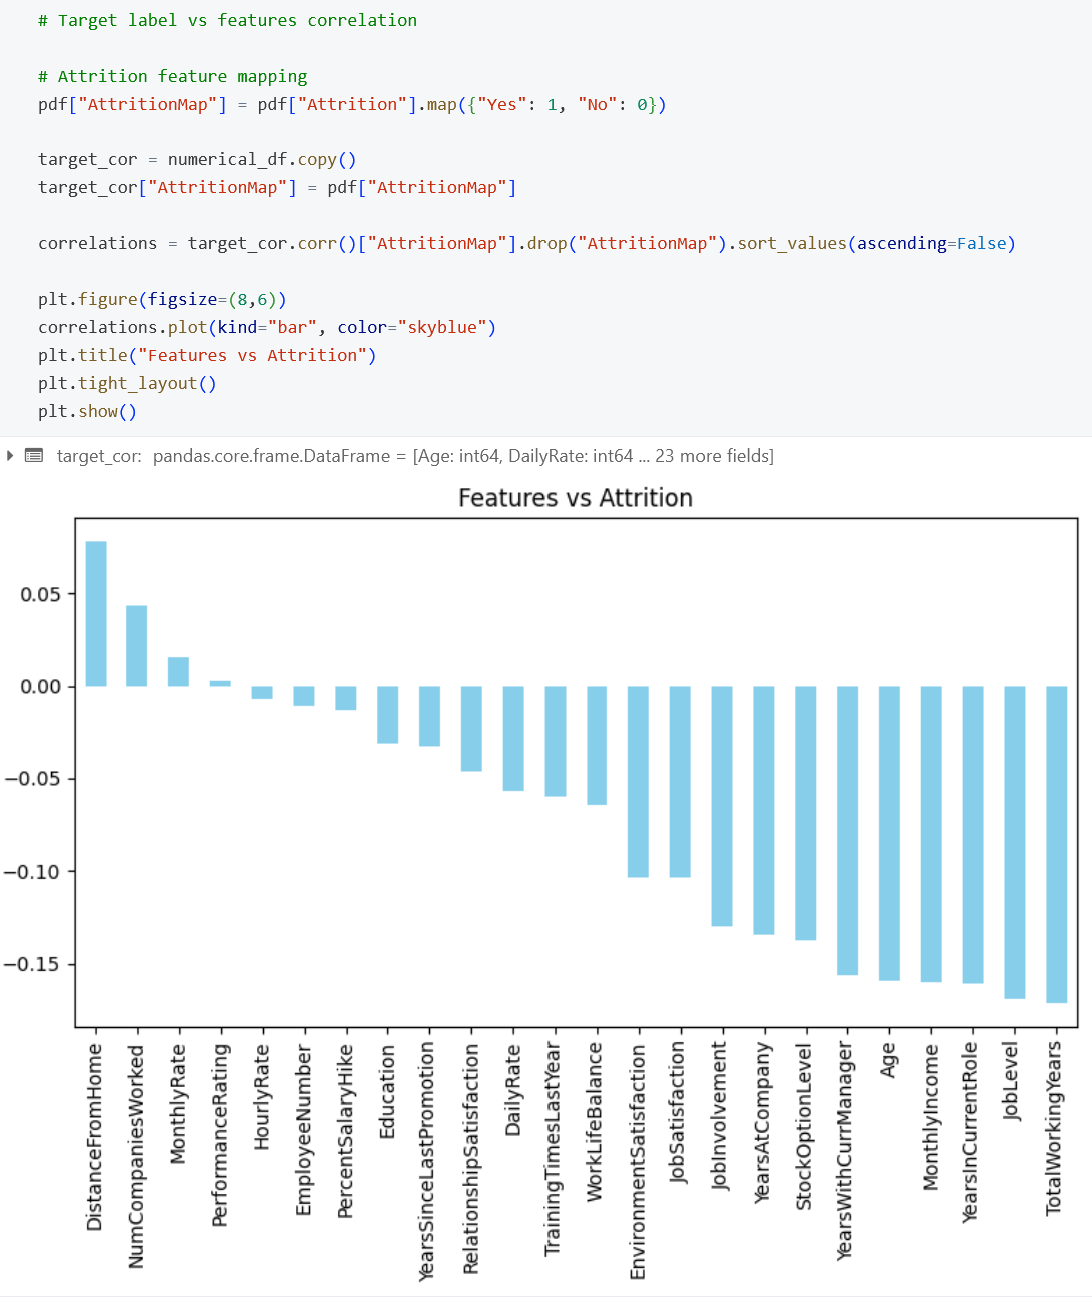 # Target label vs features correlation
# Attrition feature mapping
pdf["AttritionMap"] = pdf["Attrition"].map({"Yes": 1, "No": 0})
target_cor = numerical_df.copy()
target_cor["AttritionMap"] = pdf["AttritionMap"]
correlations = target_cor.corr()["AttritionMap"].drop("AttritionMap").sort_values(ascending=False)
plt.figure(figsize=(8,6))
correlations.plot(kind="bar", color="skyblue")
plt.title("Features vs Attrition")
plt.tight_layout()
plt.show()
target_cor: pandas.core.frame.DataFrame = [Age: int64, DailyRate: int64 ... 23 more fields]
Features vs Attrition
0.05
0.00
−0.05
−0.10
−0.15
DistanceFromHome
NumCompaniesWorked
MonthlyRate
PerformanceRating
HourlyRate
EmployeeNumber
PercentSalaryHike
Education
YearsSinceLastPromotion
RelationshipSatisfaction
DailyRate
TrainingTimesLastYear
WorkLifeBalance
EnvironmentSatisfaction
JobSatisfaction
JobInvolvement
YearsAtCompany
StockOptionLevel
YearsWithCurrManager
Age
MonthlyIncome
YearsInCurrentRole
JobLevel
TotalWorkingYears